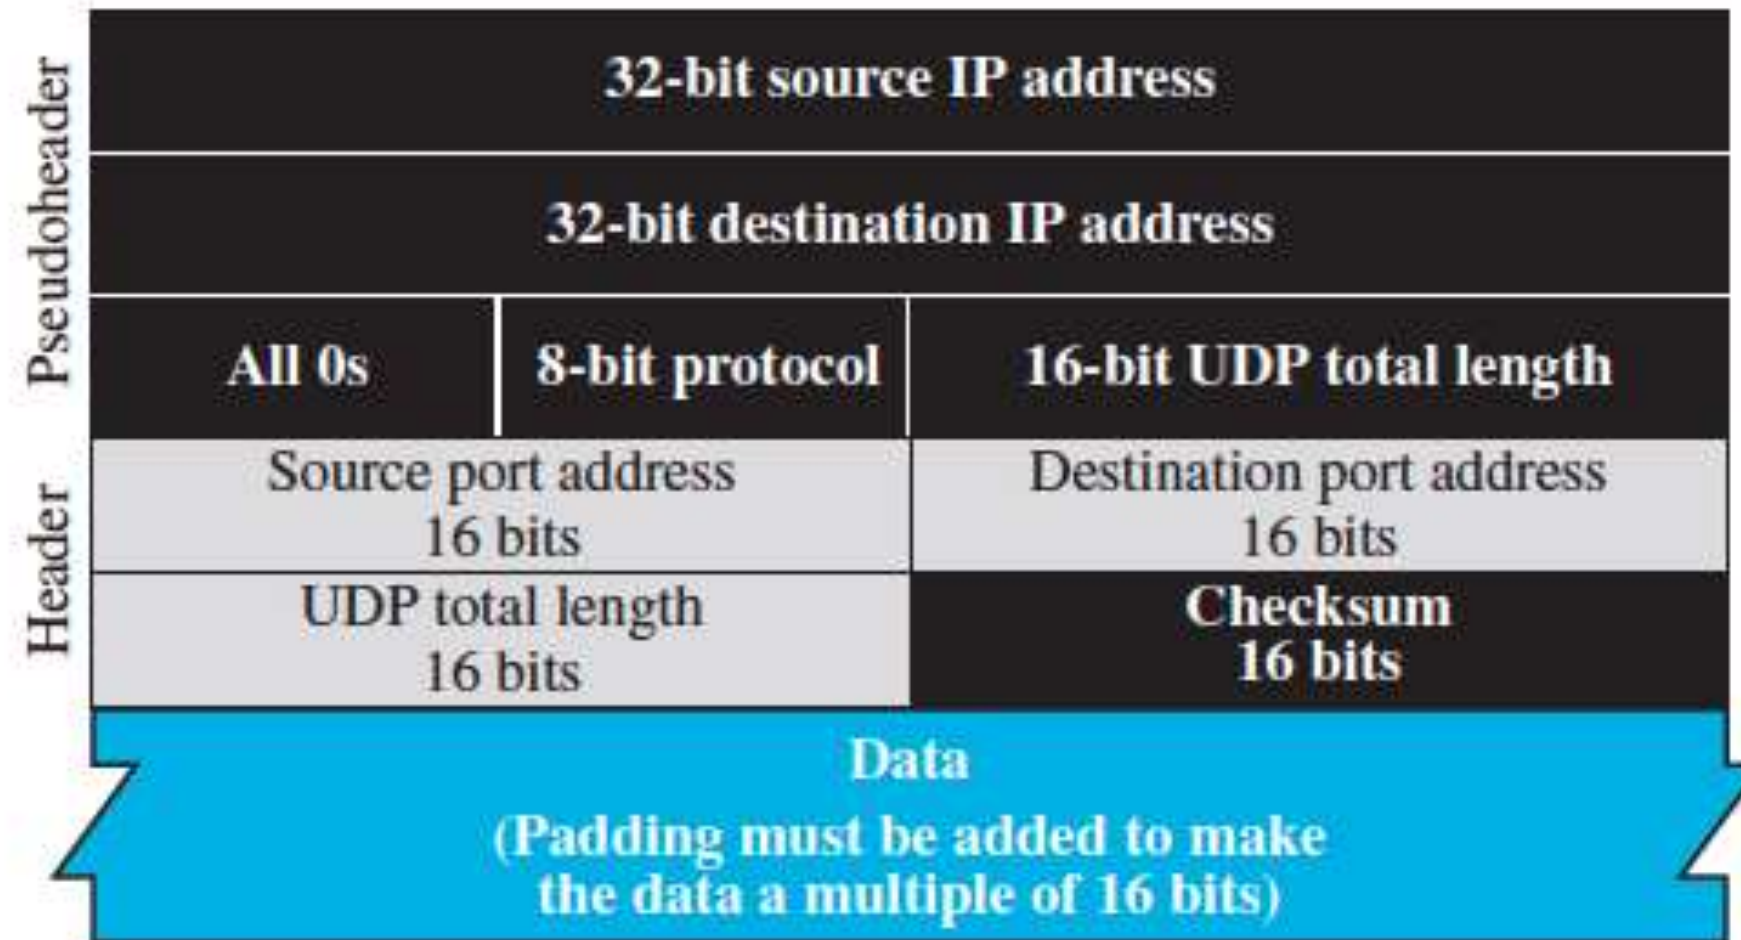 Pseudoheader
32-bit source IP address
32-bit destination IP address
All 0s
8-bit protocol
16-bit UDP total length
Header
Source port address
16 bits
Destination port address
16 bits
UDP total length
16 bits
Checksum
16 bits
Data
(Padding must be added to make
the data a multiple of 16 bits)